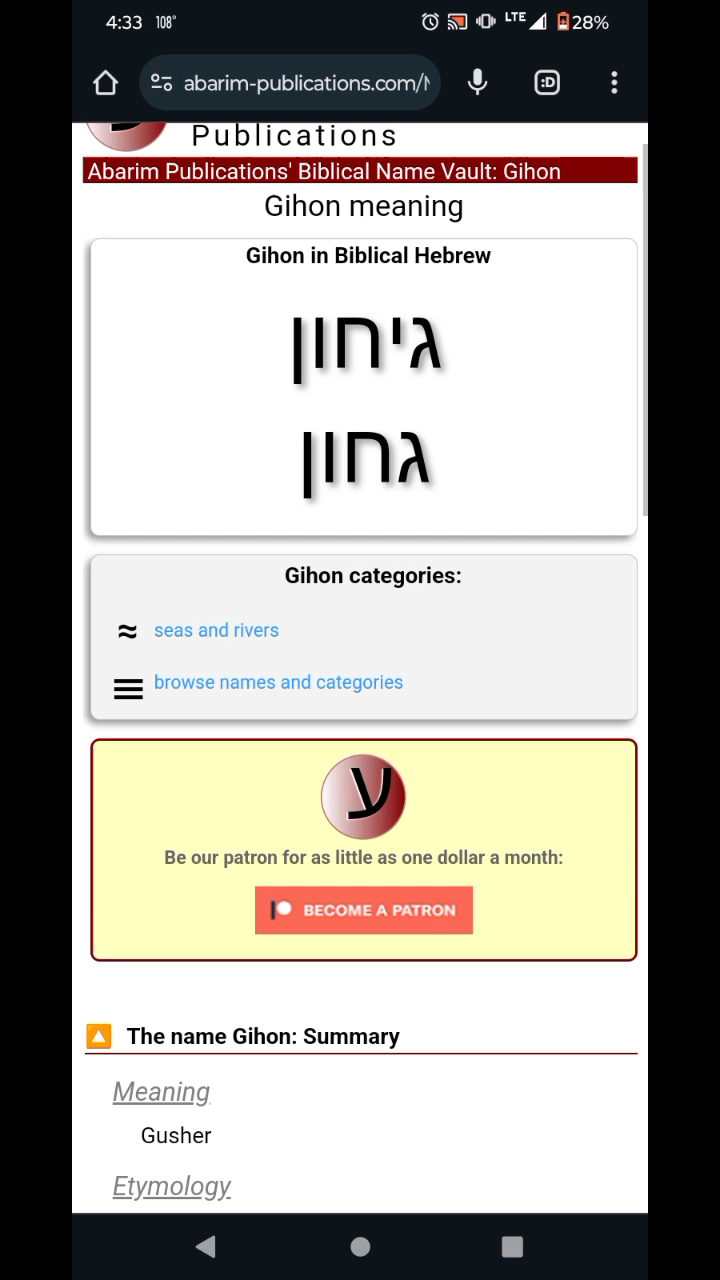 4:33 108° LTE 28%
abarim-publications.com/N
:D
Publications
Abarim Publications' Biblical Name Vault: Gihon
Gihon meaning
Gihon in Biblical Hebrew
גיחון
גחון
Gihon categories:
≈ seas and rivers
browse names and categories
ע
Be our patron for as little as one dollar a month:
BECOME A PATRON
The name Gihon: Summary
Meaning
Gusher
Etymology